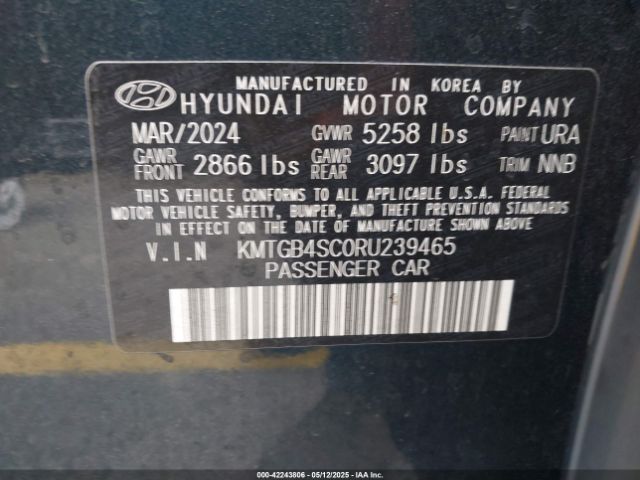 MANUFACTURED IN KOREA BY
HYUNDAI MOTOR COMPANY
MAR/2024 GVWR 5258 lbs PAINT URA
GAWR FRONT 2866 lbs GAWR REAR 3097 lbs TRIM NNB
THIS VEHICLE CONFORMS TO ALL APPLICABLE U.S.A. FEDERAL
MOTOR VEHICLE SAFETY, BUMPER, AND THEFT PREVENTION STANDARDS
IN EFFECT ON THE DATE OF MANUFACTURE SHOWN ABOVE
V.I.N KMTGB4SC0RU239465
PASSENGER CAR
000-42243806 - 05/12/2025 - IAAI.COM